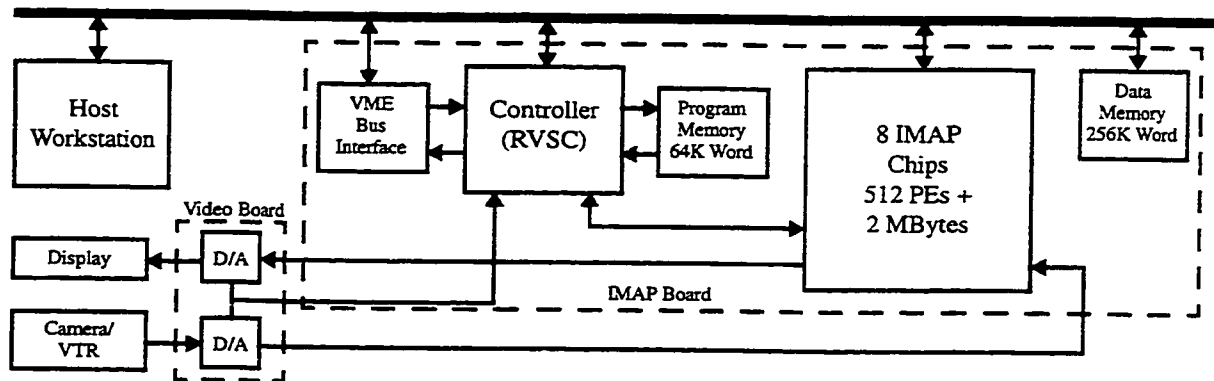 Host
Workstation
VME
Bus
Interface
Controller
(RVSC)
Program
Memory
64K Word
8 IMAP
Chips
512 PEs +
2 MBytes
Data
Memory
256K Word
Video Board
Display
D/A
IMAP Board
Camera/
VTR
D/A